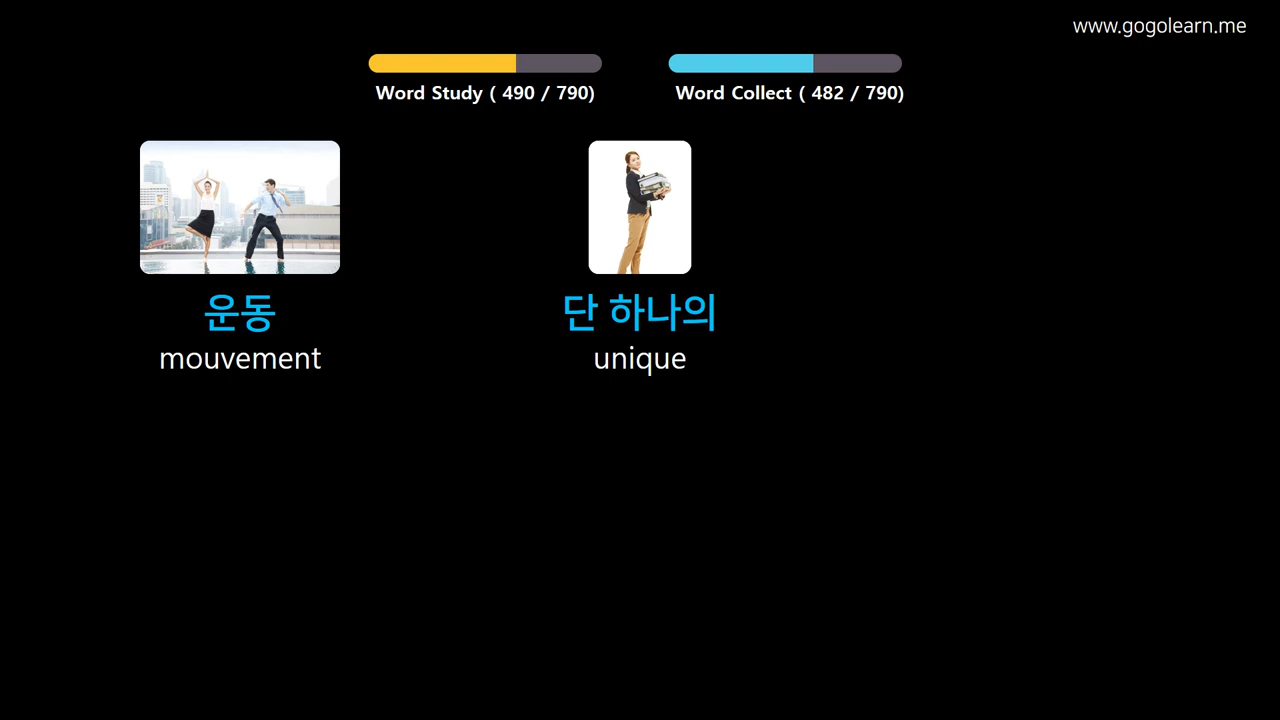 www.gogolearn.me
Word Study ( 490 / 790)
Word Collect ( 482 / 790)
운동
mouvement
단 하나의
unique